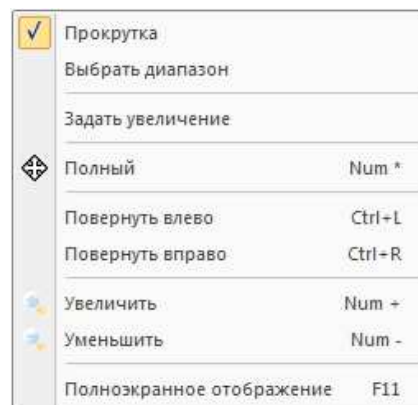 Прокрутка
Выбрать диапазон
Задать увеличение
Полный Num *
Повернуть влево Ctrl+L
Повернуть вправо Ctrl+R
Увеличить Num +
Уменьшить Num -
Полноэкранное отображение F11